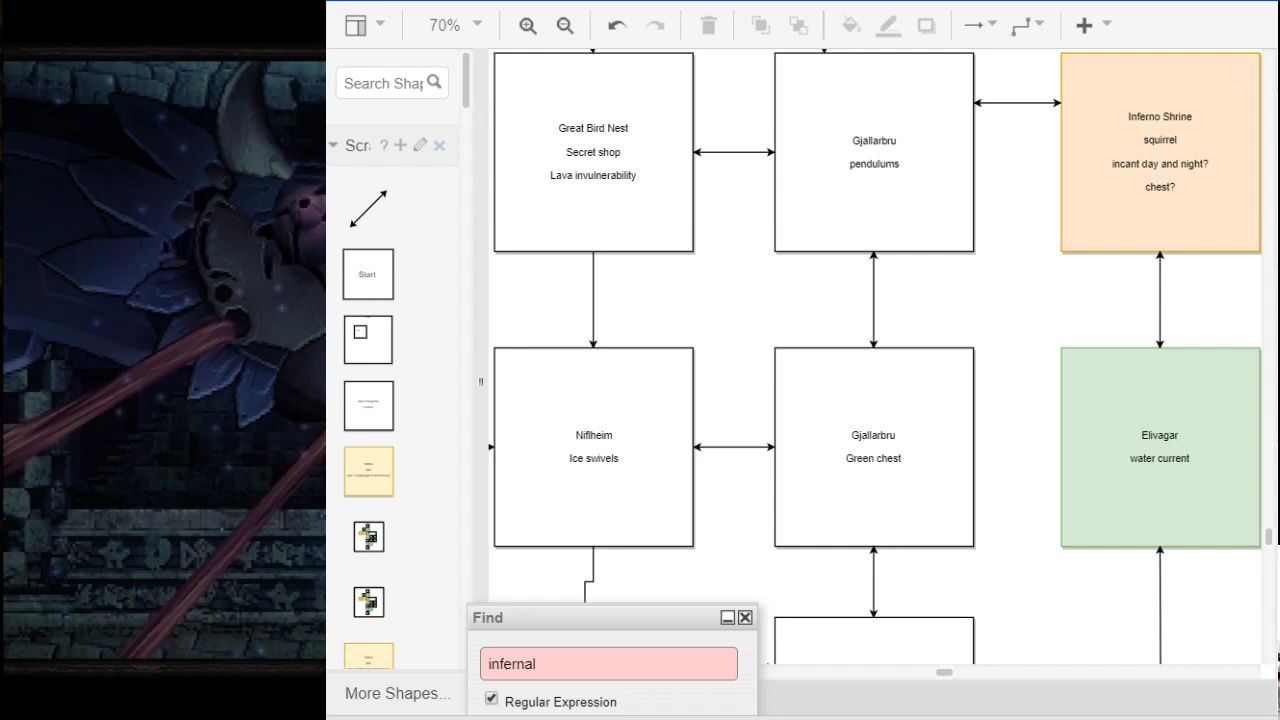 70%
Search Shap
Scra
?
Start
Great Bird Nest
Secret shop
Lava invulnerability
Gjallarbru
pendulums
Inferno Shrine
squirrel
incant day and night?
chest?
Niflheim
Ice swivels
Gjallarbru
Green chest
Elivagar
water current
Find
infernal
Regular Expression
More Shapes...